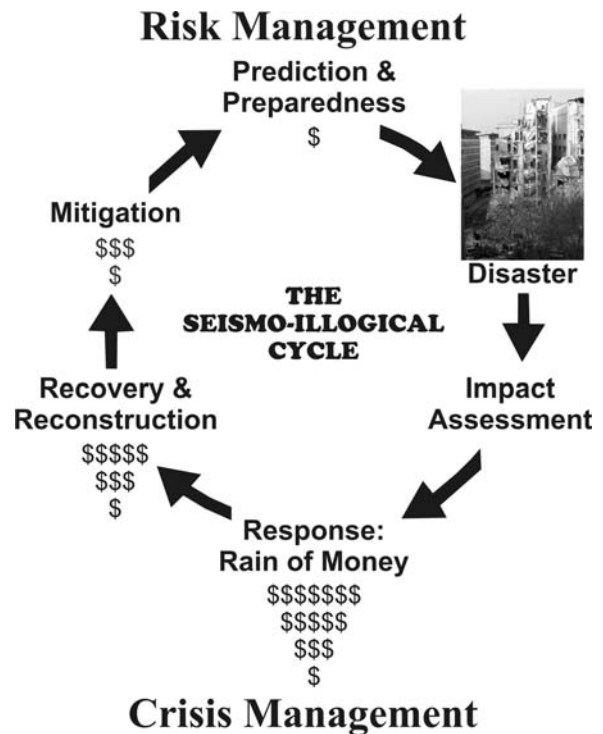 Risk Management
Prediction &
Preparedness
$
Disaster
Impact
Assessment
Response:
Rain of Money
$$$$$$$
$$$$$
$$$
$
Recovery &
Reconstruction
$$$$$
$$$
$
Mitigation
$$$
$
THE
SEISMO-ILLOGICAL
CYCLE
Crisis Management